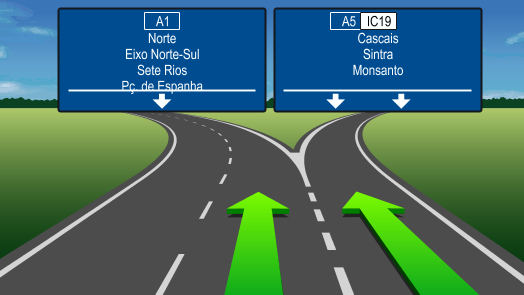 A1
Norte
Eixo Norte-Sul
Sete Rios
Pç. de Espanha
A5 IC19
Cascais
Sintra
Monsanto